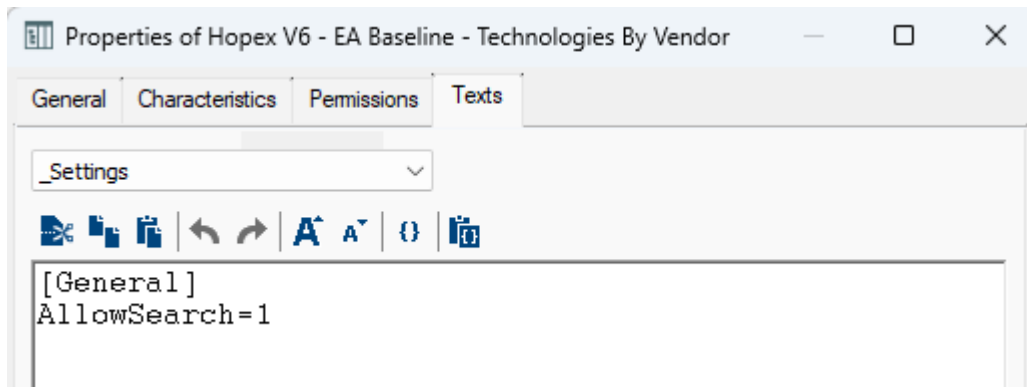 Properties of Hopex V6 - EA Baseline - Technologies By Vendor
General Characteristics Permissions Texts
_Settings
[General]
AllowSearch=1